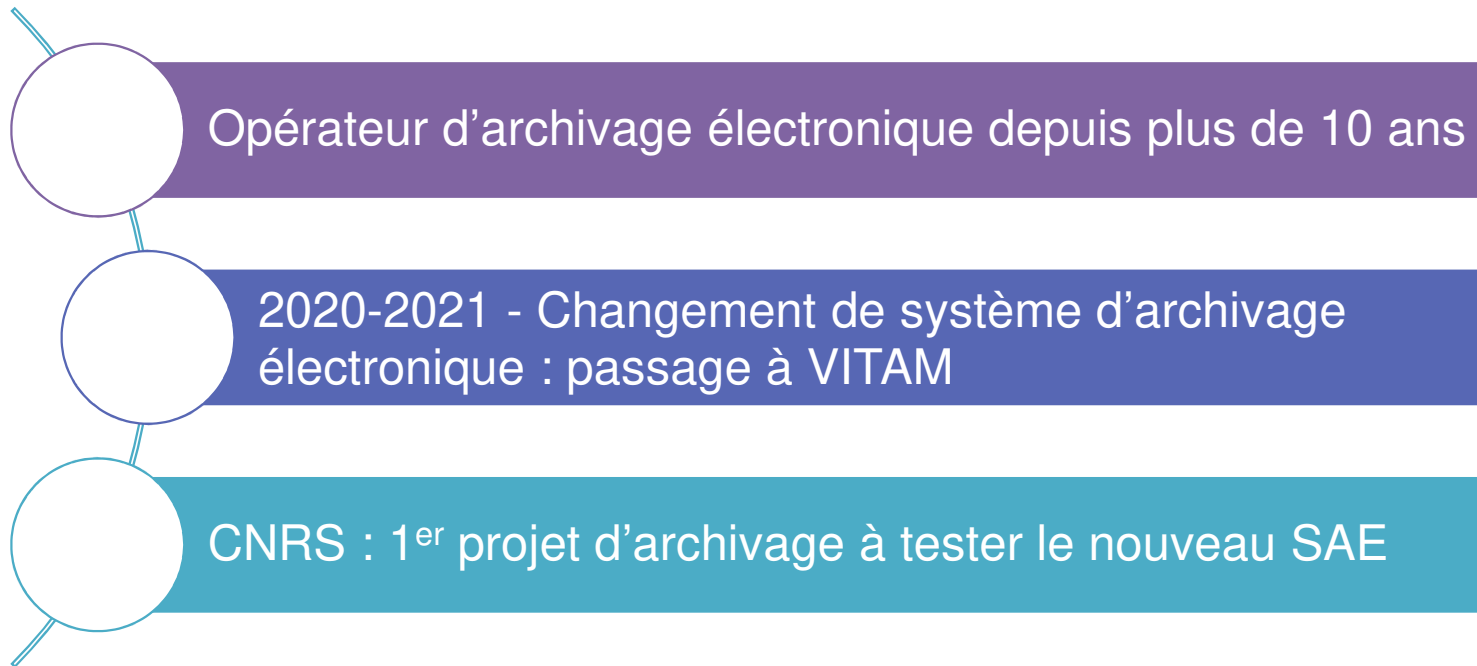 Opérateur d’archivage électronique depuis plus de 10 ans
2020-2021 - Changement de système d’archivage
électronique : passage à VITAM
CNRS : 1er projet d’archivage à tester le nouveau SAE